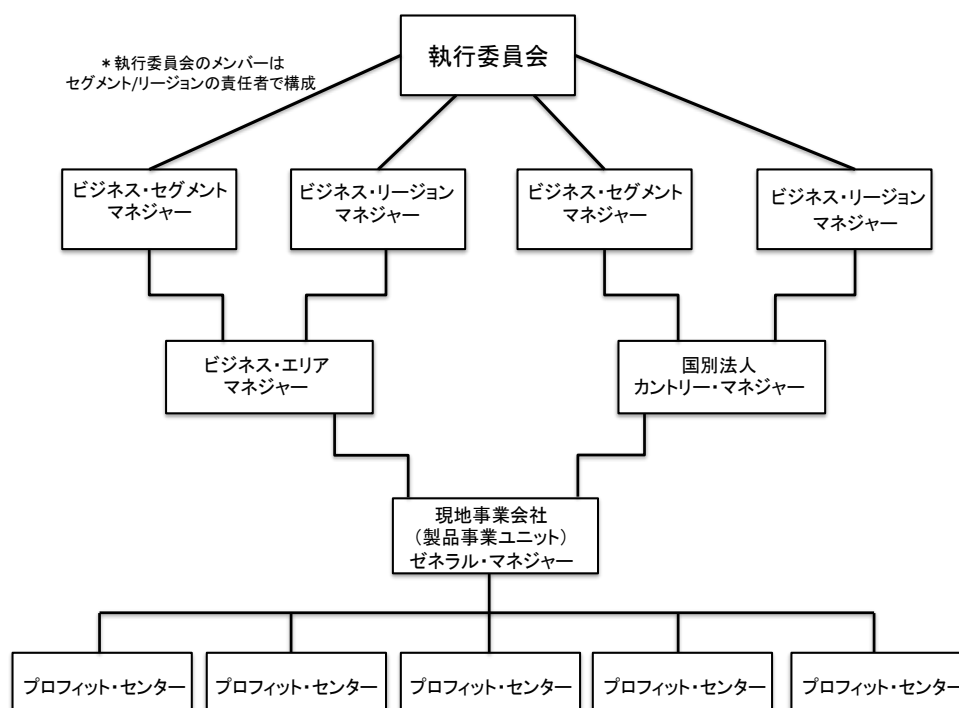 執行委員会
＊執行委員会のメンバーは
セグメント/リージョンの責任者で構成
ビジネス・セグメント
マネジャー
ビジネス・リージョン
マネジャー
ビジネス・セグメント
マネジャー
ビジネス・リージョン
マネジャー
ビジネス・エリア
マネジャー
国別法人
カントリー・マネジャー
現地事業会社
（製品事業ユニット）
ゼネラル・マネジャー
プロフィット・センター
プロフィット・センター
プロフィット・センター
プロフィット・センター
プロフィット・センター